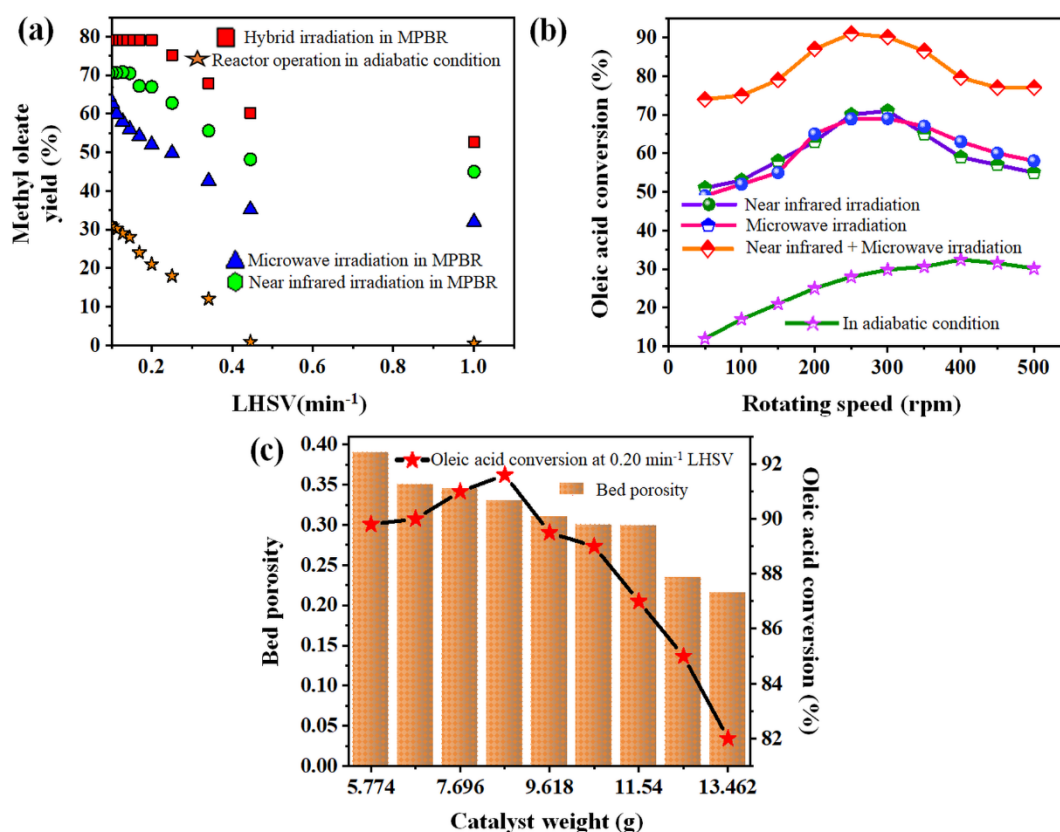 (a)
Methyl oleate
yield (%)
80
70
60
50
40
30
20
10
0
Hybrid irradiation in MPBR
Reactor operation in adiabatic condition
Microwave irradiation in MPBR
Near infrared irradiation in MPBR
0.2 0.4 0.6 0.8 1.0
LHSV(min⁻¹)
(b)
Oleic acid conversion (%)
100
90
80
70
60
50
40
30
20
10
Near infrared irradiation
Microwave irradiation
Near infrared + Microwave irradiation
In adiabatic condition
0 100 200 300 400 500
Rotating speed (rpm)
(c)
Bed porosity
0.40
0.35
0.30
0.25
0.20
0.15
0.10
0.05
0.00
Oleic acid conversion at 0.20 min⁻¹ LHSV
Bed porosity
92
90
88
86
84
82
Oleic acid conversion
(%)
5.774 7.696 9.618 11.54 13.462
Catalyst weight (g)